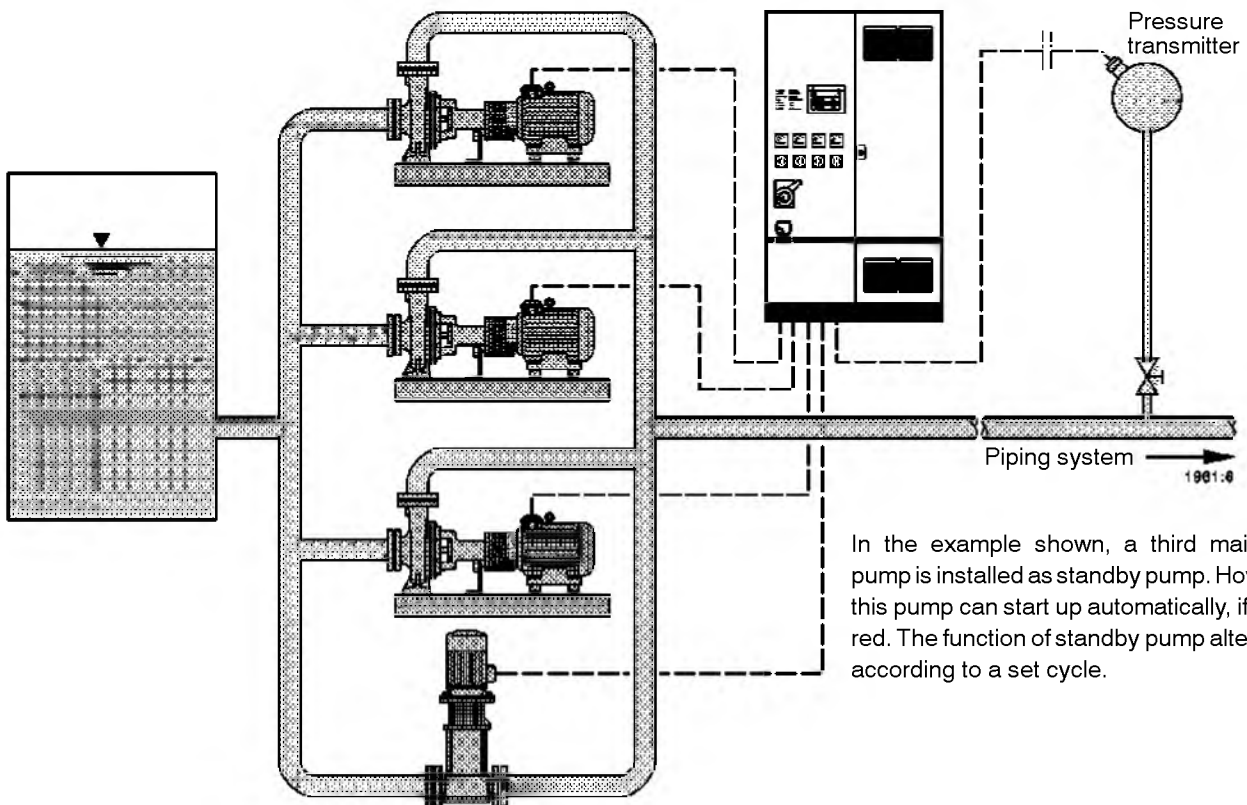 Pressure
transmitter
Piping system
1961:6
In the example shown, a third mai
pump is installed as standby pump. Ho
this pump can start up automatically, if
red. The function of standby pump alte
according to a set cycle.